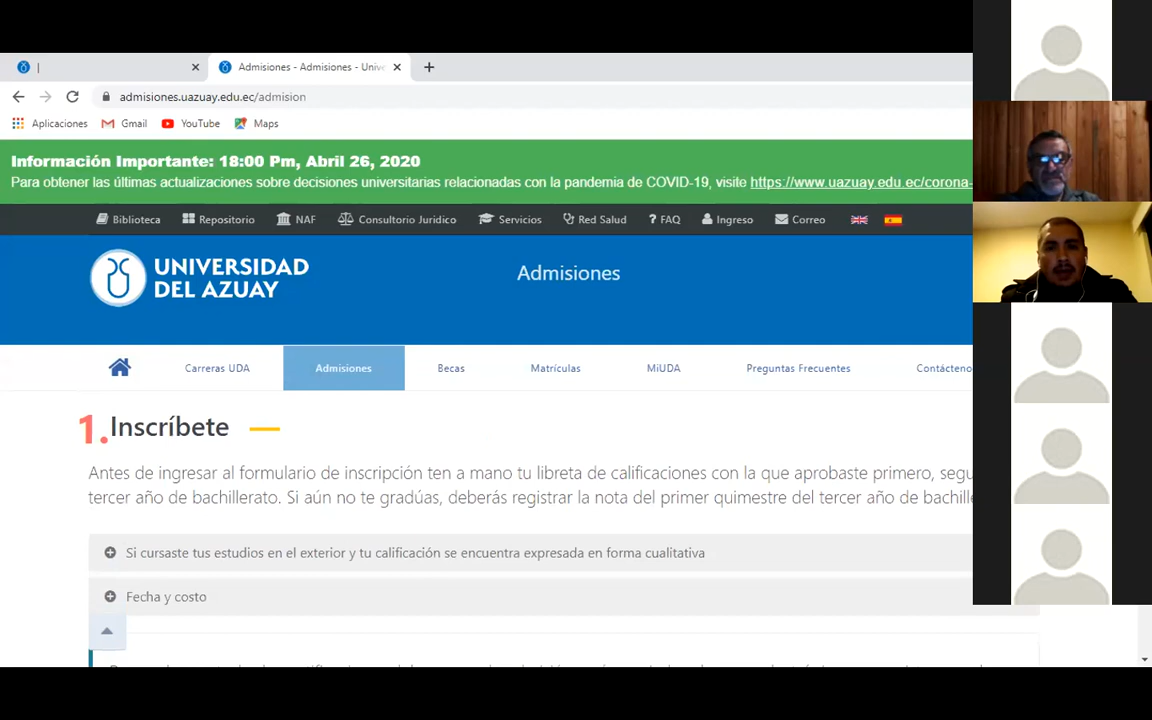 |
Admisiones - Admisiones - Unive
admisiones.uazuay.edu.ec/admision
Aplicaciones Gmail YouTube Maps
Información Importante: 18:00 Pm, Abril 26, 2020
Para obtener las últimas actualizaciones sobre decisiones universitarias relacionadas con la pandemia de COVID-19, visite https://www.uazuay.edu.ec/corona-
Biblioteca Repositorio NAF Consultorio Juridico Servicios Red Salud ? FAQ Ingreso Correo
UNIVERSIDAD
DEL AZUAY
Admisiones
Carreras UDA Admisiones Becas Matrículas MiUDA Preguntas Frecuentes Contácteno
1. Inscríbete
Antes de ingresar al formulario de inscripción ten a mano tu libreta de calificaciones con la que aprobaste primero, segu
tercer año de bachillerato. Si aún no te gradúas, deberás registrar la nota del primer quimestre del tercer año de bachille
Si cursaste tus estudios en el exterior y tu calificación se encuentra expresada en forma cualitativa
Fecha y costo